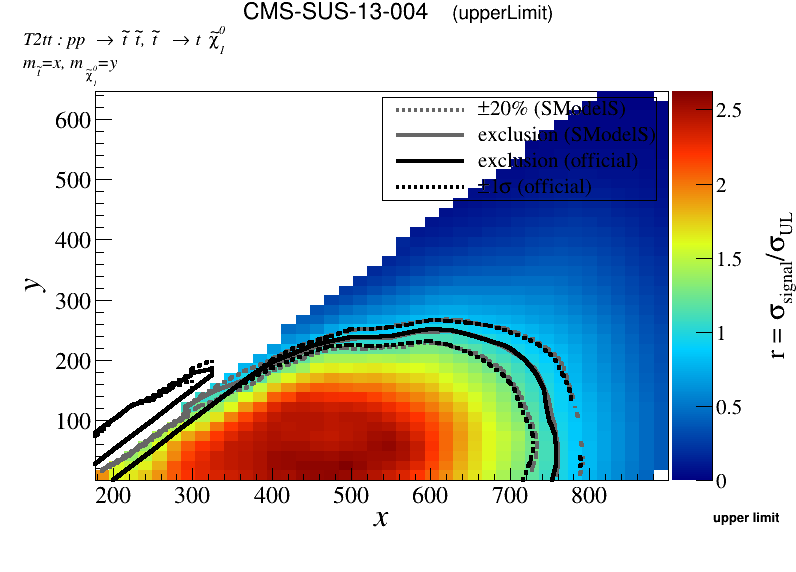 CMS-SUS-13-004 (upperLimit)
T2tt : pp → t̃ t̃, t̃ → t χ̃⁰₁
m_t̃=x, m_χ̃⁰₁=y
±20% (SModelS)
exclusion (SModelS)
exclusion (official)
±1σ (official)
600
500
400
300
200
100
y
200 300 400 500 600 700 800
x
2.5
2
1.5
1
0.5
0
r = σ_signal/σ_UL
upper limit